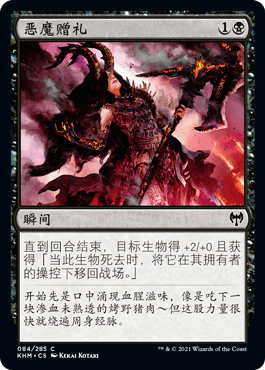 恶魔赠礼 1
瞬间
直到回合结束，目标生物得+2/+0且获
得「当此生物死去时，将它在其拥有者
的操控下移回战场。」
开始先是口中涌现血腥滋味，像是吃下一
块渗血未熟透的烤野猪肉～但这股力量很
快就烧遍周身经脉。
084/285 C
KHM • CS KEKAI KOTAKI
™ & © 2021 Wizards of the Coast